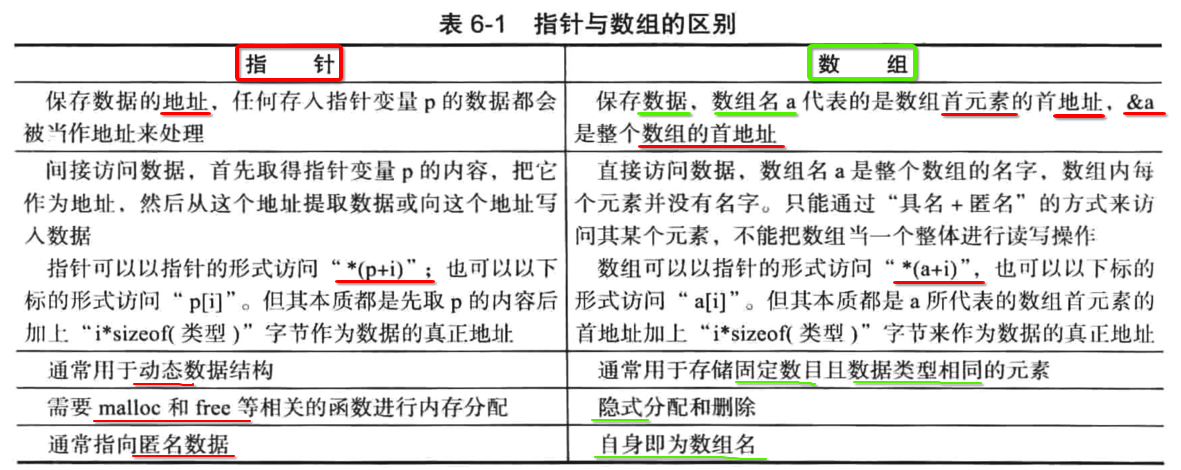 表 6-1 指针与数组的区别
指 针
数 组
保存数据的地址，任何存入指针变量 p 的数据都会
被当作地址来处理
保存数据，数组名 a 代表的是数组首元素的首地址，&a
是整个数组的首地址
间接访问数据，首先取得指针变量 p 的内容，把它
作为地址，然后从这个地址提取数据或向这个地址写
入数据
指针可以以指针的形式访问“*(p+i)”；也可以以下
标的形式访问“p[i]”。但其本质都是先取 p 的内容后
加上“i*sizeof( 类型 )”字节作为数据的真正地址
直接访问数据，数组名 a 是整个数组的名字，数组内每
个元素并没有名字。只能通过“具名 + 匿名”的方式来访
问其某个元素，不能把数组当一个整体进行读写操作
数组可以以指针的形式访问“*(a+i)”，也可以以下标的
形式访问“a[i]”。但其本质都是 a 所代表的数组首元素的
首地址加上“i*sizeof( 类型 )”字节来作为数据的真正地址
通常用于动态数据结构
通常用于存储固定数目且数据类型相同的元素
需要 malloc 和 free 等相关的函数进行内存分配
隐式分配和删除
通常指向匿名数据
自身即为数组名